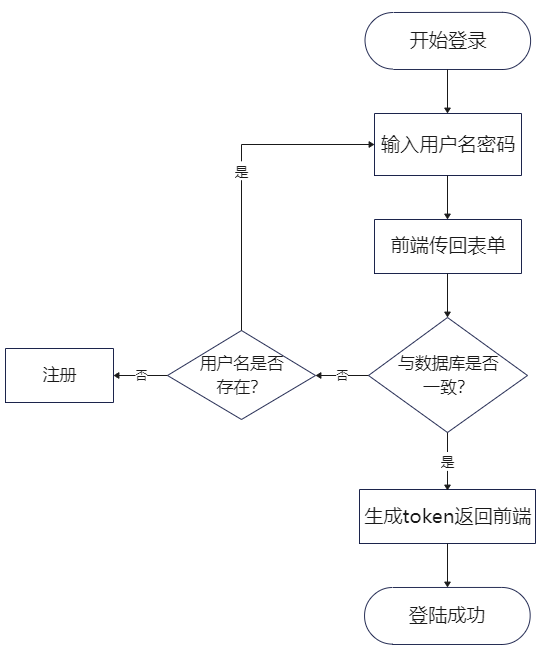 开始登录
输入用户名密码
是
前端传回表单
与数据库是否
一致?
否
用户名是否
存在?
否
注册
是
生成token返回前端
登陆成功